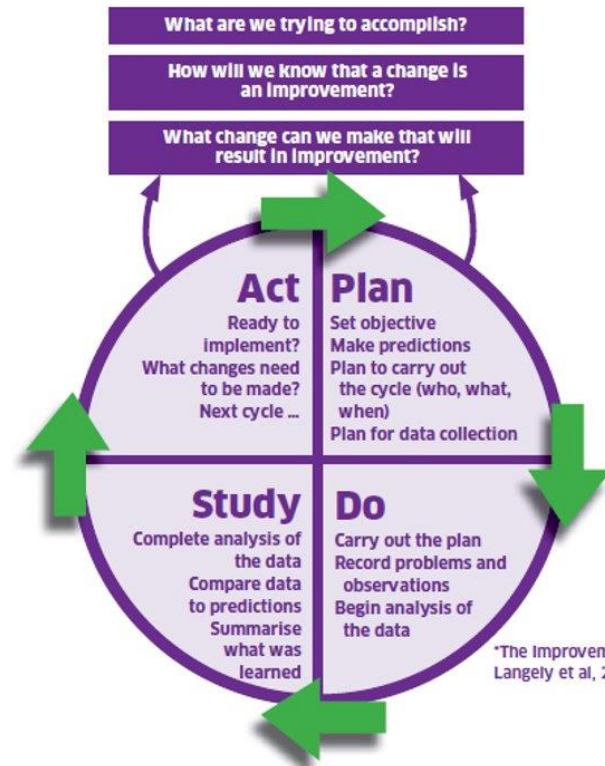 What are we trying to accomplish?
How will we know that a change is
an improvement?
What change can we make that will
result in improvement?
Act
Ready to
implement?
What changes need
to be made?
Next cycle ...
Plan
Set objective
Make predictions
Plan to carry out
the cycle (who, what,
when)
Plan for data collection
Study
Complete analysis of
the data
Compare data
to predictions
Summarise
what was
learned
Do
Carry out the plan
Record problems and
observations
Begin analysis of
the data
*The
Langely et al,